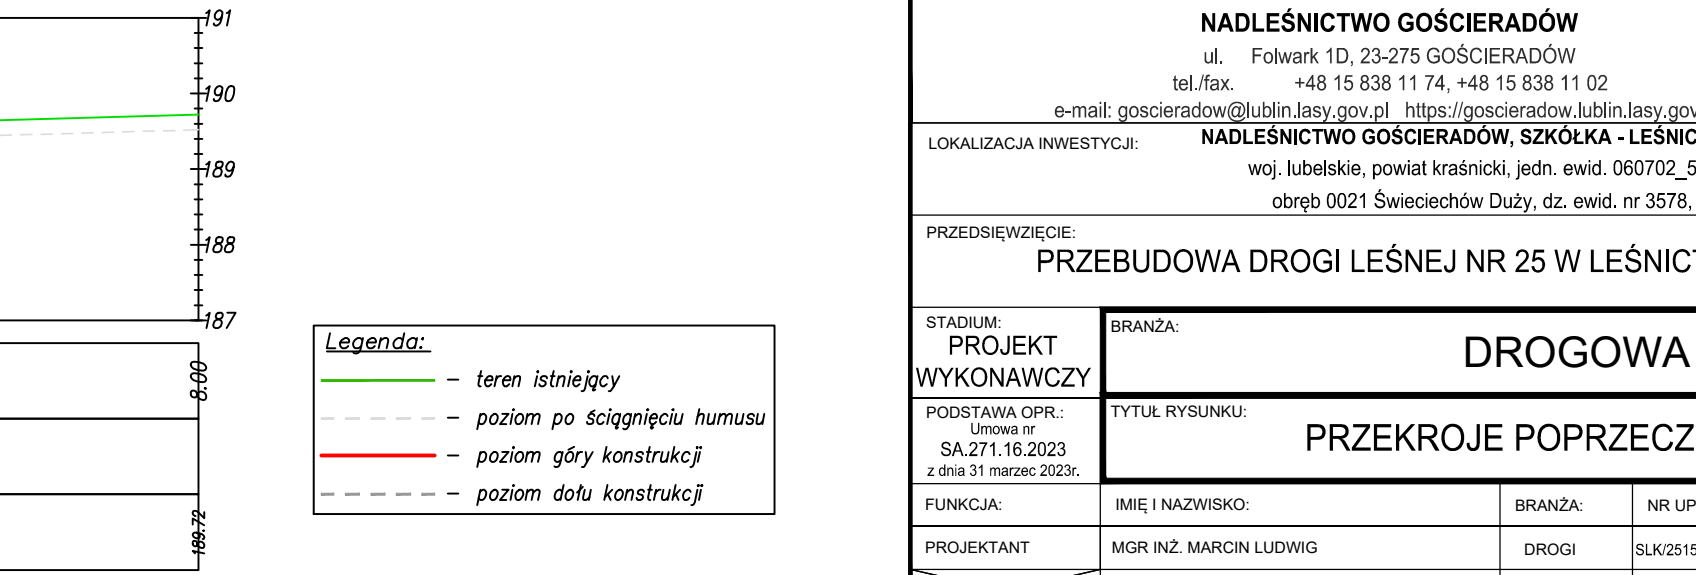 191
190
189
188
187
8.00
189.72
Legenda:
– teren istniejący
– poziom po ściągnięciu humusu
– poziom góry konstrukcji
– poziom dołu konstrukcji
NADLEŚNICTWO GOŚCIERADÓW
ul. Folwark 1D, 23-275 GOŚCIERADÓW
tel./fax. +48 15 838 11 74, +48 15 838 11 02
e-mail: goscieradow@lublin.lasy.gov.pl https://goscieradow.lublin.lasy.gov
LOKALIZACJA INWESTYCJI:
NADLEŚNICTWO GOŚCIERADÓW, SZKÓŁKA - LEŚNIC
woj. lubelskie, powiat kraśnicki, jedn. ewid. 060702_5
obręb 0021 Świeciechów Duży, dz. ewid. nr 3578,
PRZEDSIĘWZIĘCIE:
PRZEBUDOWA DROGI LEŚNEJ NR 25 W LEŚNICT
STADIUM:
PROJEKT
WYKONAWCZY
BRANŻA:
DROGOWA
PODSTAWA OPR.:
Umowa nr
SA.271.16.2023
z dnia 31 marzec 2023r.
TYTUŁ RYSUNKU:
PRZEKROJE POPRZECZ
FUNKCJA: IMIĘ I NAZWISKO: BRANŻA: NR UP
PROJEKTANT MGR INŻ. MARCIN LUDWIG DROGI SLK/2515